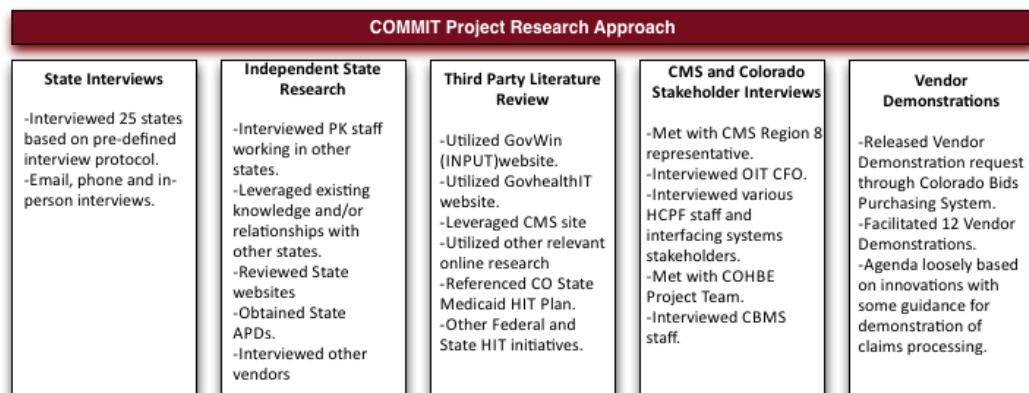 COMMIT Project Research Approach
State Interviews
-Interviewed 25 states
based on pre-defined
interview protocol.
-Email, phone and in-
person interviews.
Independent State
Research
-Interviewed PK staff
working in other
states.
-Leveraged existing
knowledge and/or
relationships with
other states.
-Reviewed State
websites
-Obtained State
APDs.
-Interviewed other
vendors
Third Party Literature
Review
-Utilized GovWin
(INPUT)website.
-Utilized GovhealthIT
website.
-Leveraged CMS site
-Utilized other relevant
online research
-Referenced CO State
Medicaid HIT Plan.
-Other Federal and
State HIT initiatives.
CMS and Colorado
Stakeholder Interviews
-Met with CMS Region 8
representative.
-Interviewed OIT CFO.
-Interviewed various
HCPF staff and
interfacing systems
stakeholders.
-Met with COHBE
Project Team.
-Interviewed CBMS
staff.
Vendor
Demonstrations
-Released Vendor
Demonstration request
through Colorado Bids
Purchasing System.
-Facilitated 12 Vendor
Demonstrations.
-Agenda loosely based
on innovations with
some guidance for
demonstration of
claims processing.